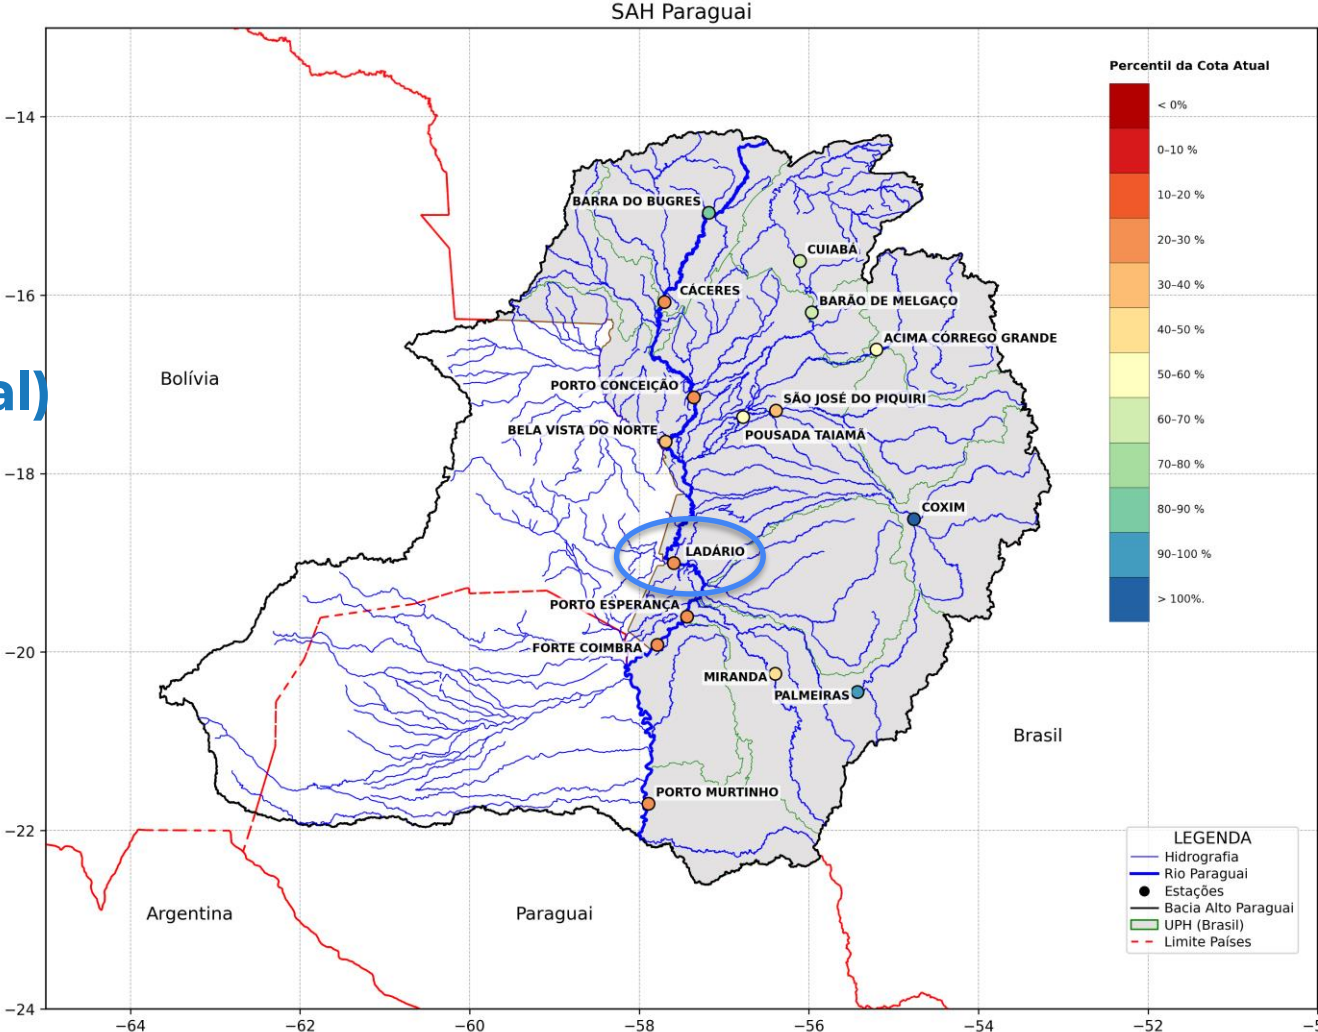 SAH Paraguai
Percentil da Cota Atual
< 0%
0–10 %
10–20 %
20–30 %
30–40 %
40–50 %
50–60 %
60–70 %
70–80 %
80–90 %
90–100 %
> 100%.
−14
−16
−18
−20
−22
−24
BARRA DO BUGRES
CUIABÁ
CÁCERES
BARÃO DE MELGAÇO
ACIMA CÓRREGO GRANDE
Bolívia
al)
PORTO CONCEIÇÃO
SÃO JOSÉ DO PIQUIRI
BELA VISTA DO NORTE
POUSADA TAIAMÃ
COXIM
LADÁRIO
PORTO ESPERANÇA
FORTE COIMBRA
MIRANDA
PALMEIRAS
Brasil
PORTO MURTINHO
Argentina
Paraguai
LEGENDA
Hidrografia
Rio Paraguai
Estações
Bacia Alto Paraguai
UPH (Brasil)
Limite Países
−64
−62
−60
−58
−56
−54
−52